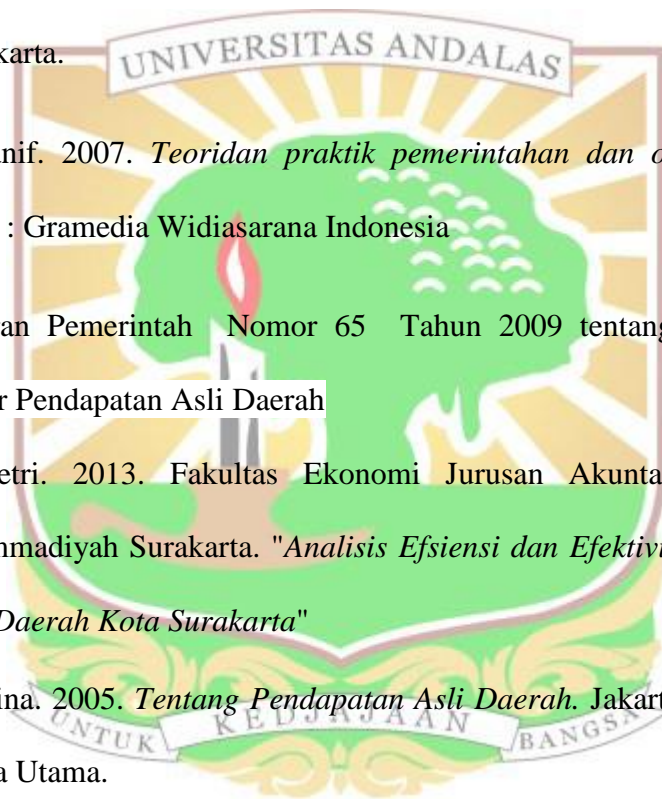 karta.
UNIVERSITAS ANDALAS
nif. 2007. Teoridan praktik pemerintahan dan o
: Gramedia Widiasarana Indonesia
an Pemerintah Nomor 65 Tahun 2009 tentang
r Pendapatan Asli Daerah
etri. 2013. Fakultas Ekonomi Jurusan Akunta
mmadiyah Surakarta. "Analisis Efsiensi dan Efektivi
Daerah Kota Surakarta"
ina. 2005. Tentang Pendapatan Asli Daerah. Jakart
UNTUK KEDJAJAAN BANGSA
a Utama.